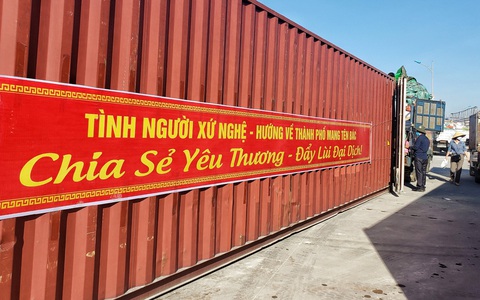 TÌNH NGƯỜI XỨ NGHỆ - HƯỚNG VỀ THÀNH PHỐ MANG TÊN BÁC
Chia Sẻ Yêu Thương - Đẩy Lùi Đại Dịch!